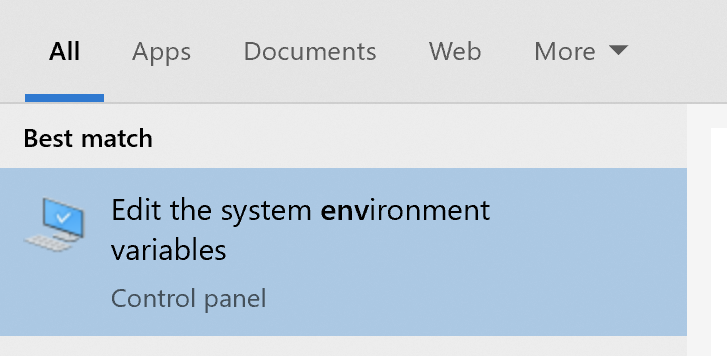 All Apps Documents Web More
Best match
Edit the system environment
variables
Control panel